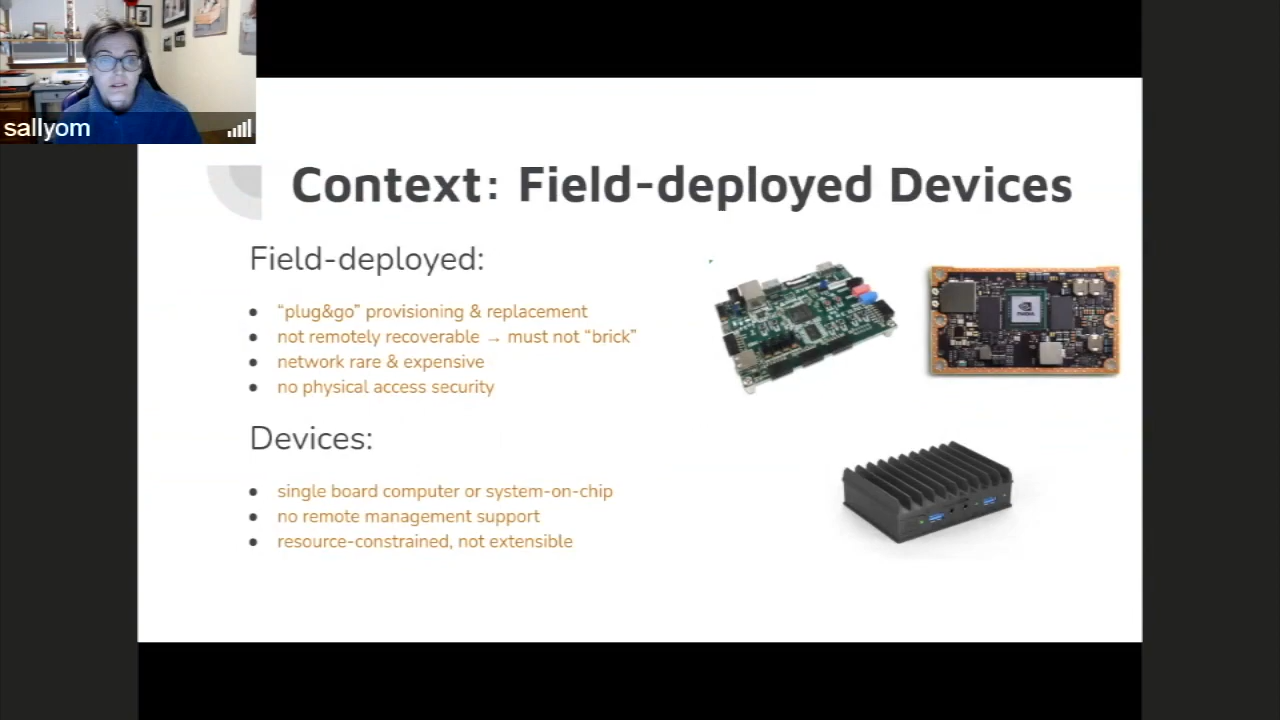 sallyom
Context: Field-deployed Devices
Field-deployed:
● “plug&go” provisioning & replacement
● not remotely recoverable → must not “brick”
● network rare & expensive
● no physical access security
Devices:
● single board computer or system-on-chip
● no remote management support
● resource-constrained, not extensible